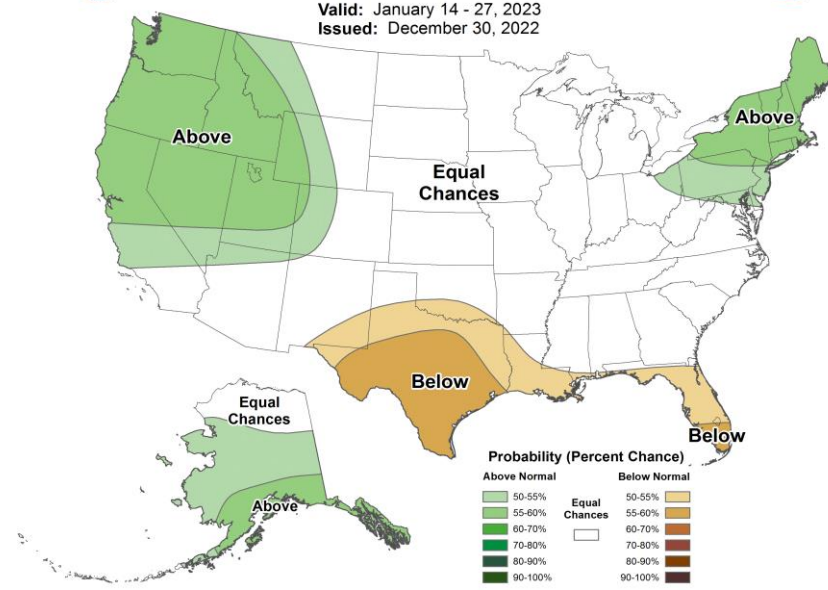 Valid: January 14 - 27, 2023
Issued: December 30, 2022
Above
Above
Equal
Chances
Below
Below
Equal
Chances
Above
Probability (Percent Chance)
Above Normal
Below Normal
50-55%
55-60%
60-70%
70-80%
80-90%
90-100%
Equal
Chances
50-55%
55-60%
60-70%
70-80%
80-90%
90-100%